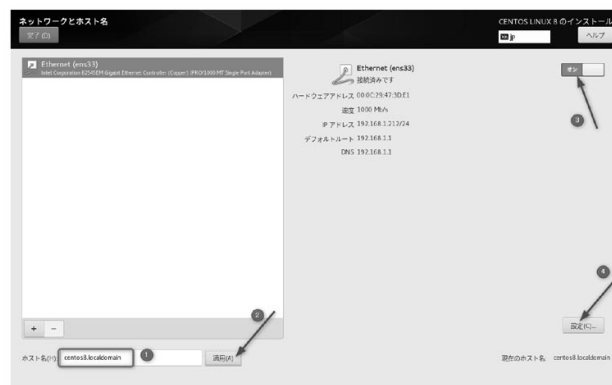 ネットワークとホスト名
完了(D)
CENTOS LINUX 8 のインストール
jp
ヘルプ
Ethernet (ens33)
Intel Corporation 82545EM Gigabit Ethernet Controller (Copper) (PRO/1000 MT Single Port Adapter)
Ethernet (ens33)
接続済みです
オン
ハードウェアアドレス 00:0C:29:47:3D:E1
速度 1000 Mb/s
IP アドレス 192.168.1.212/24
デフォルトルート 192.168.1.1
DNS 192.168.1.1
3
4
2
+ −
設定(C)...
ホスト名(H) centos8.localdomain
1
適用(A)
現在のホスト名 centos8.localdomain